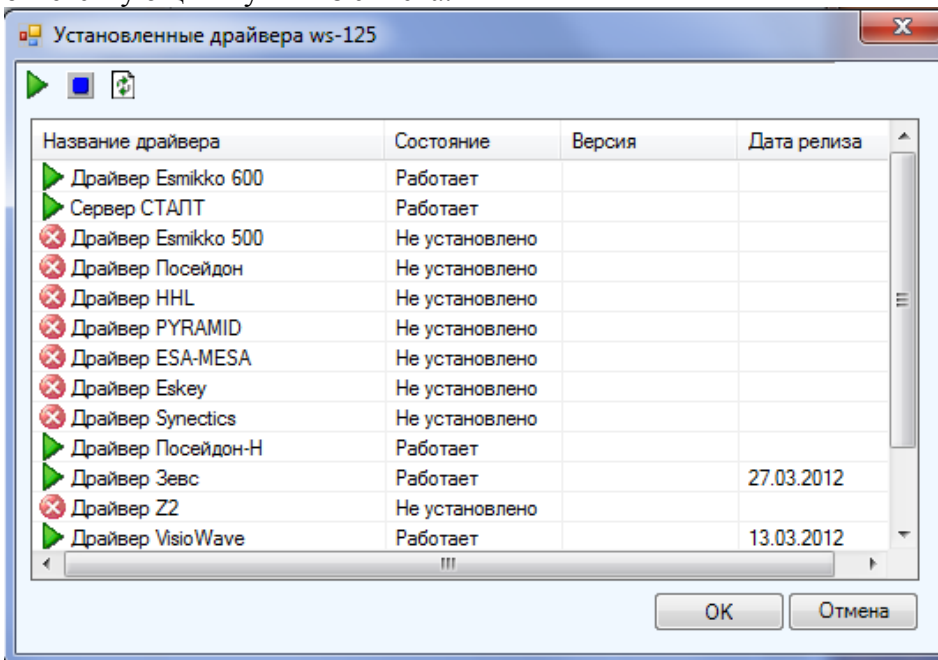 Установленные драйвера ws-125
Название драйвера Состояние Версия Дата релиза
Драйвер Esmikko 600 Работает
Сервер СТАПТ Работает
Драйвер Esmikko 500 Не установлено
Драйвер Посейдон Не установлено
Драйвер HHL Не установлено
Драйвер PYRAMID Не установлено
Драйвер ESA-MESA Не установлено
Драйвер Eskey Не установлено
Драйвер Synectics Не установлено
Драйвер Посейдон-Н Работает
Драйвер Зевс Работает 27.03.2012
Драйвер Z2 Не установлено
Драйвер VisioWave Работает 13.03.2012
OK Отмена